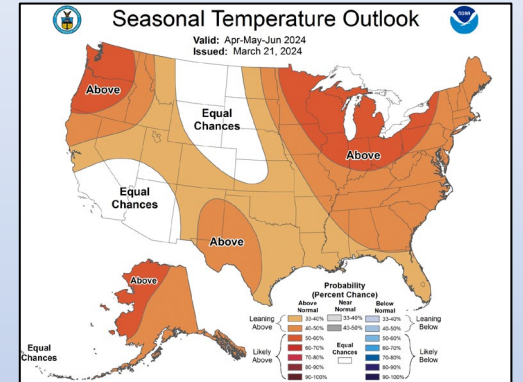 Seasonal Temperature Outlook
Valid: Apr-May-Jun 2024
Issued: March 21, 2024
Above
Equal
Chances
Above
Equal
Chances
Above
Above
Equal
Chances
Probability
(Percent Chance)
Above
Normal
Near
Normal
Below
Normal
Leaning
Above
33-40%
40-50%
33-40%
40-50%
33-40%
40-50%
Leaning
Below
Likely
Above
50-60%
60-70%
70-80%
80-90%
90-100%
Equal
Chances
50-60%
60-70%
70-80%
80-90%
90-100%
Likely
Below